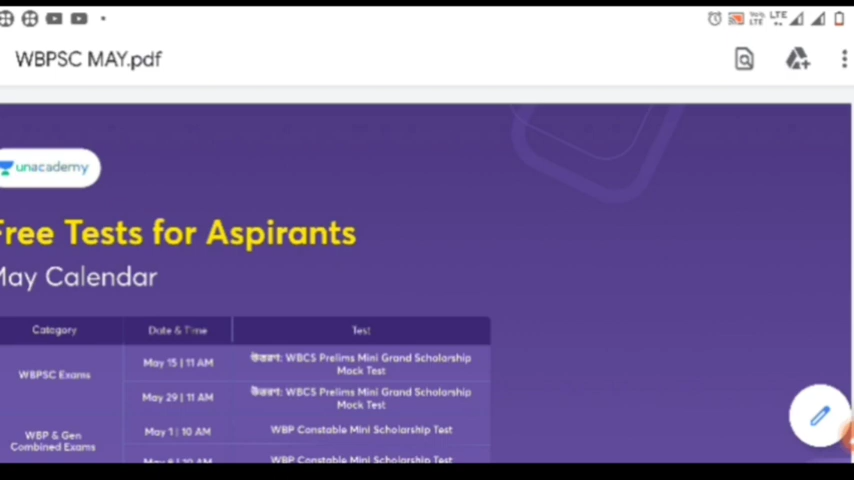 LTE
LTE
WBPSC MAY.pdf
unacademy
Free Tests for Aspirants
May Calendar
Category Date & Time Test
WBPSC Exams
May 15 | 11 AM
: WBCS Prelims Mini Grand Scholarship
Mock Test
May 29 | 11 AM
: WBCS Prelims Mini Grand Scholarship
Mock Test
WBP & Gen
Combined Exams
May 1 | 10 AM
WBP Constable Mini Scholarship Test
WBP Constable Mini Scholarship Test